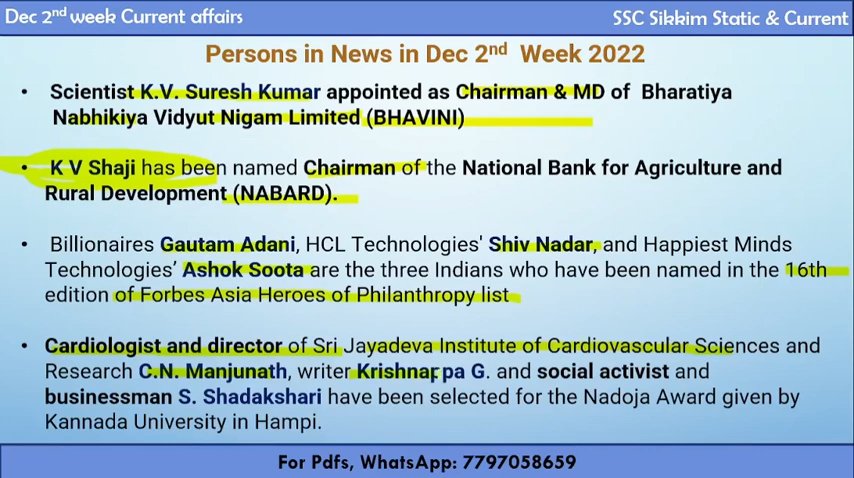 Dec 2nd week Current affairs
SSC Sikkim Static & Current
Persons in News in Dec 2nd Week 2022
• Scientist K.V. Suresh Kumar appointed as Chairman & MD of Bharatiya
Nabhikiya Vidyut Nigam Limited (BHAVINI)
• K V Shaji has been named Chairman of the National Bank for Agriculture and
Rural Development (NABARD).
• Billionaires Gautam Adani, HCL Technologies' Shiv Nadar, and Happiest Minds
Technologies’ Ashok Soota are the three Indians who have been named in the 16th
edition of Forbes Asia Heroes of Philanthropy list
• Cardiologist and director of Sri Jayadeva Institute of Cardiovascular Sciences and
Research C.N. Manjunath, writer Krishnappa G. and social activist and
businessman S. Shadakshari have been selected for the Nadoja Award given by
Kannada University in Hampi.
For Pdfs, WhatsApp: 7797058659